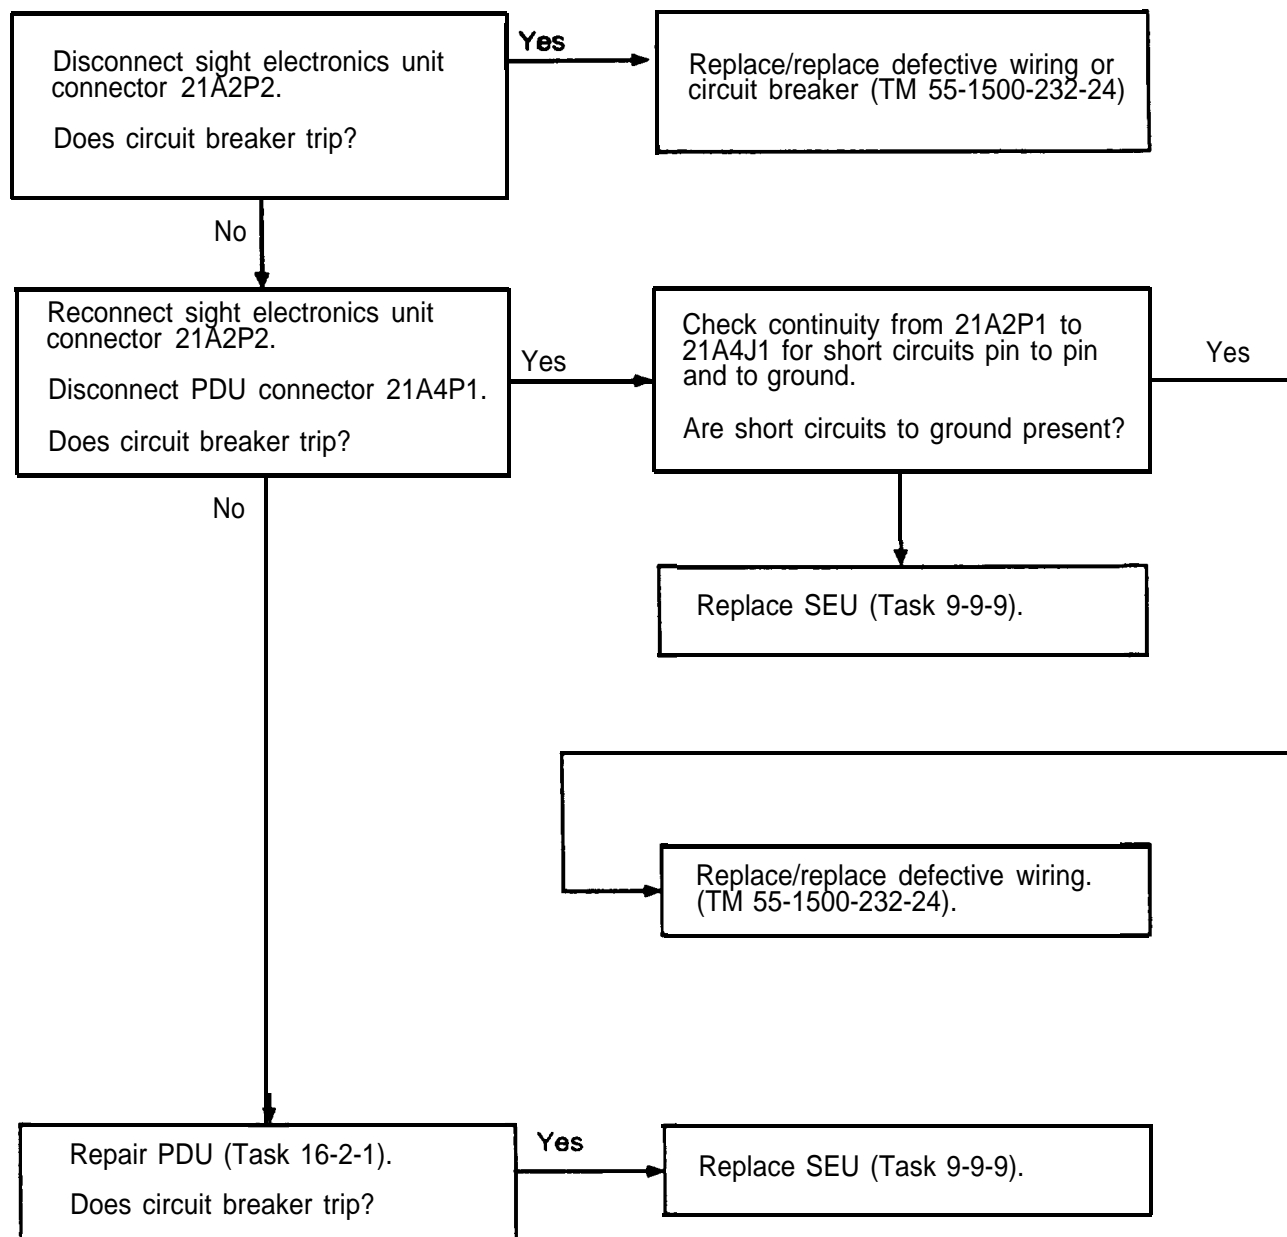 Disconnect sight electronics unit
connector 21A2P2.
Does circuit breaker trip?
Yes
Replace/replace defective wiring or
circuit breaker (TM 55-1500-232-24)
No
Reconnect sight electronics unit
connector 21A2P2.
Disconnect PDU connector 21A4P1.
Does circuit breaker trip?
Yes
Check continuity from 21A2P1 to
21A4J1 for short circuits pin to pin
and to ground.
Are short circuits to ground present?
Yes
No
Replace SEU (Task 9-9-9).
Replace/replace defective wiring.
(TM 55-1500-232-24).
Repair PDU (Task 16-2-1).
Does circuit breaker trip?
Yes
Replace SEU (Task 9-9-9).